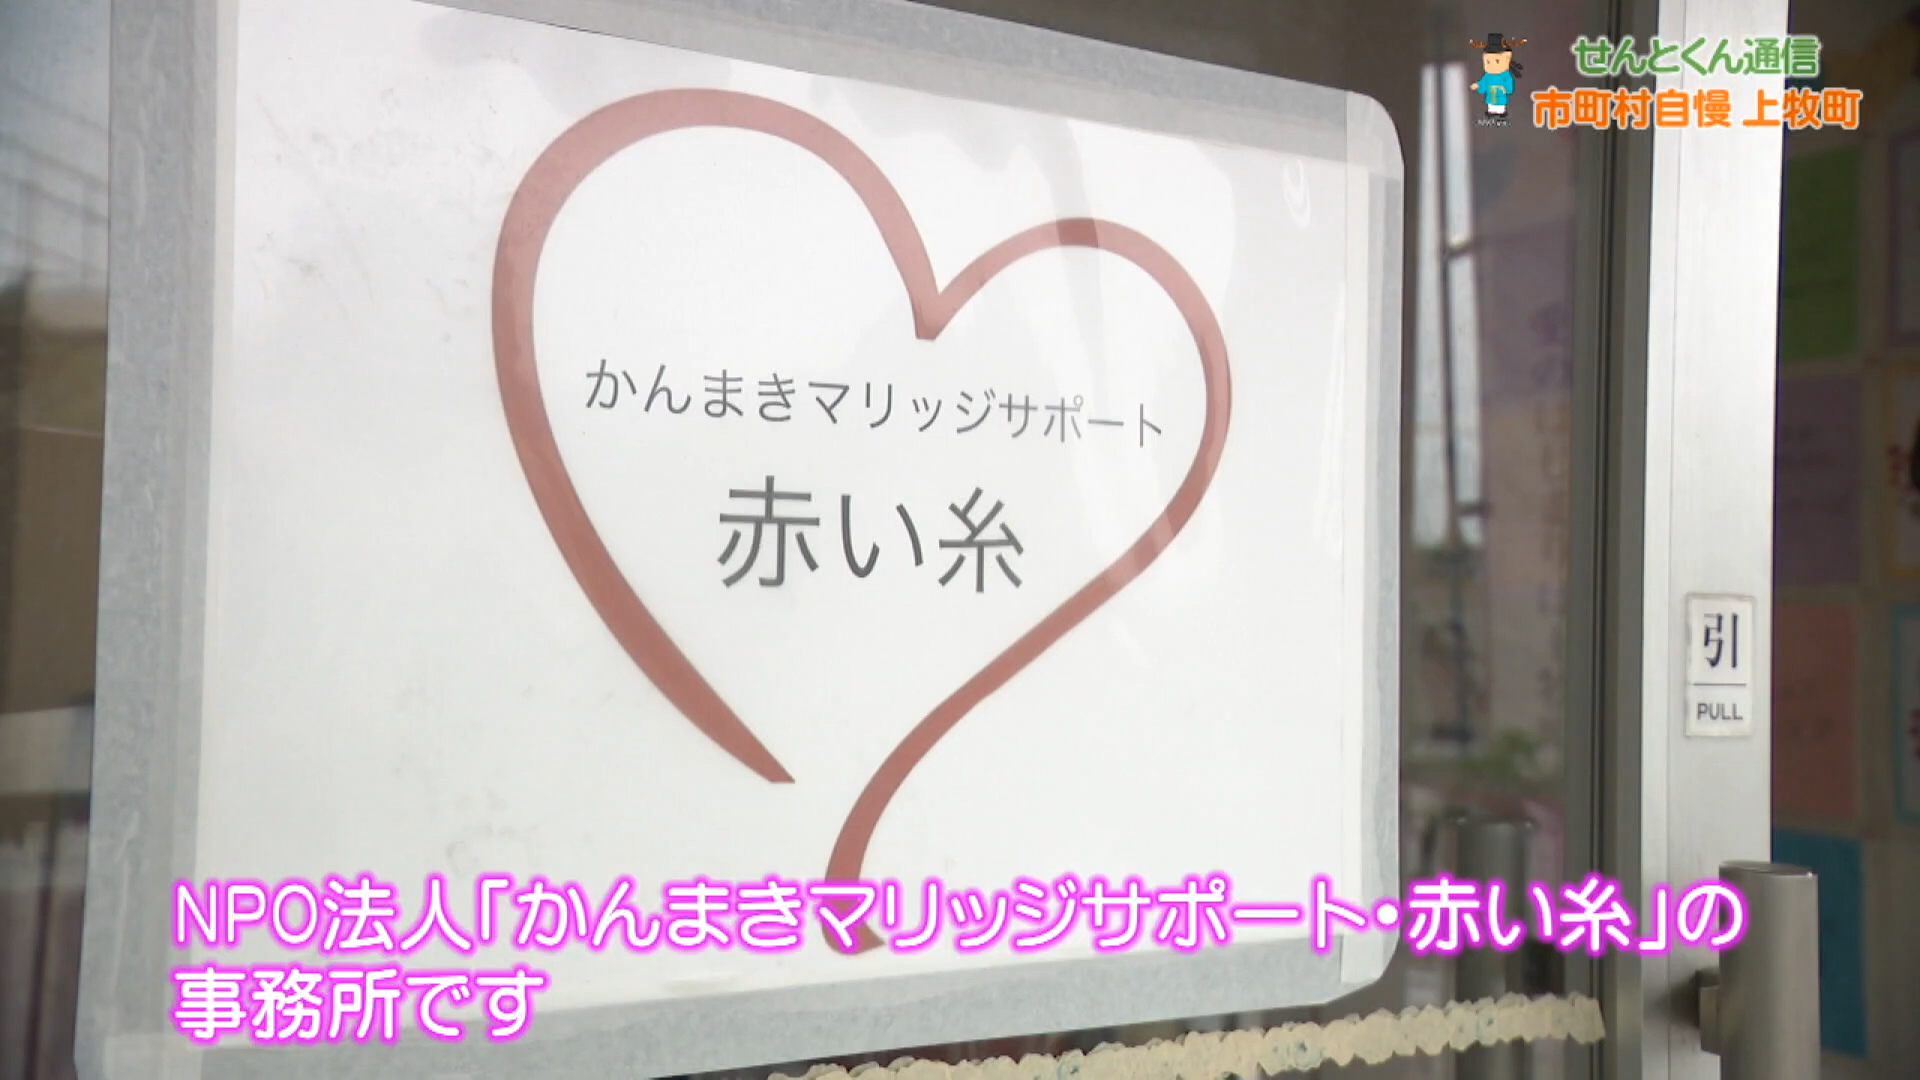 せんとくん通信
市町村自慢 上牧町
かんまきマリッジサポート
赤い糸
引
PULL
NPO法人「かんまきマリッジサポート・赤い糸」の
事務所です